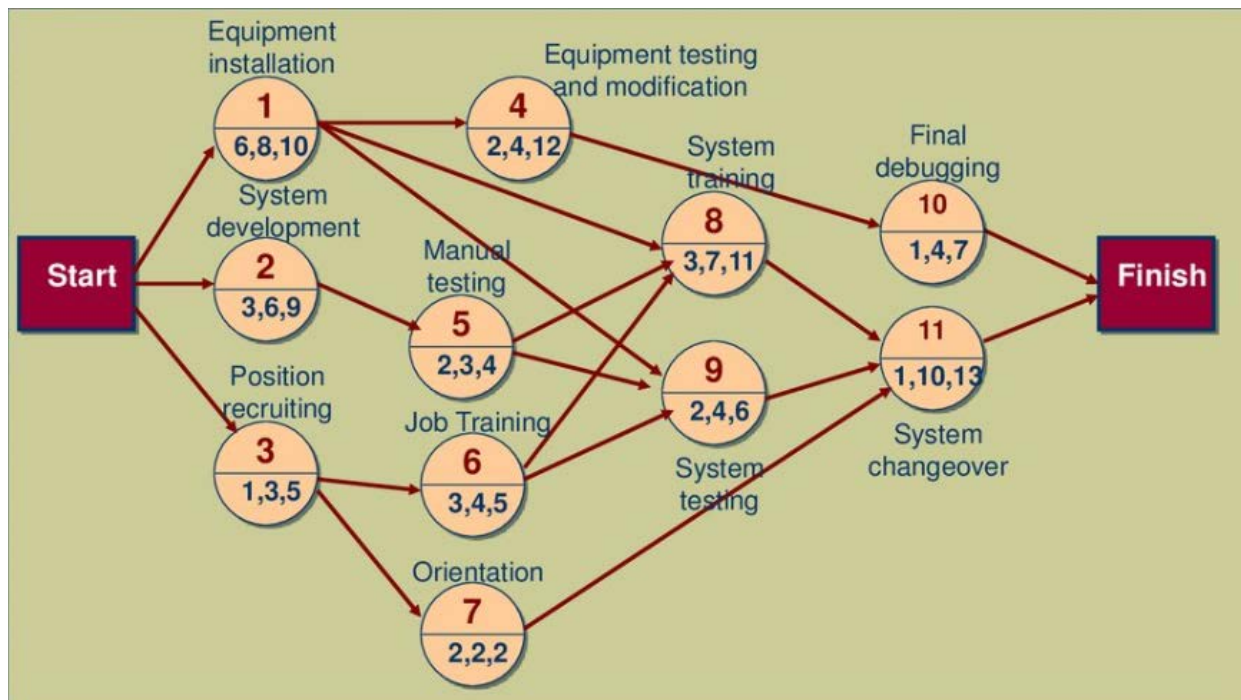 Equipment
installation
1
6,8,10
Equipment testing
and modification
4
2,4,12
Final
debugging
10
1,4,7
System
training
8
3,7,11
System
development
2
3,6,9
Start
Finish
Manual
testing
5
2,3,4
11
1,10,13
System
changeover
9
2,4,6
System
testing
Position
recruiting
3
1,3,5
Job Training
6
3,4,5
Orientation
7
2,2,2